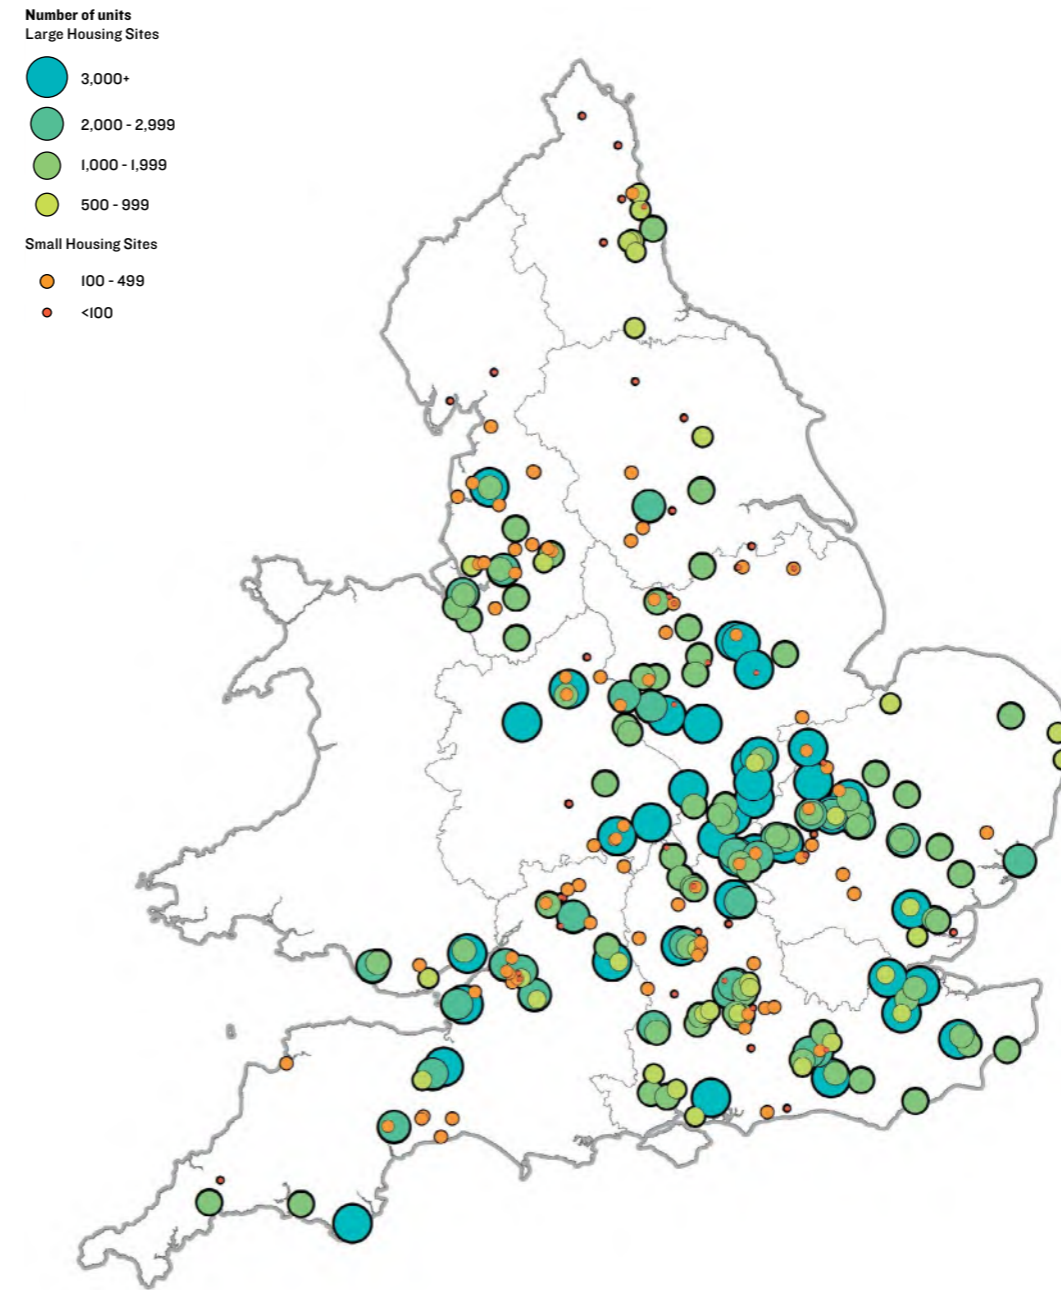 Number of units
Large Housing Sites
3,000+
2,000 - 2,999
1,000 - 1,999
500 - 999
Small Housing Sites
100 - 499
<100